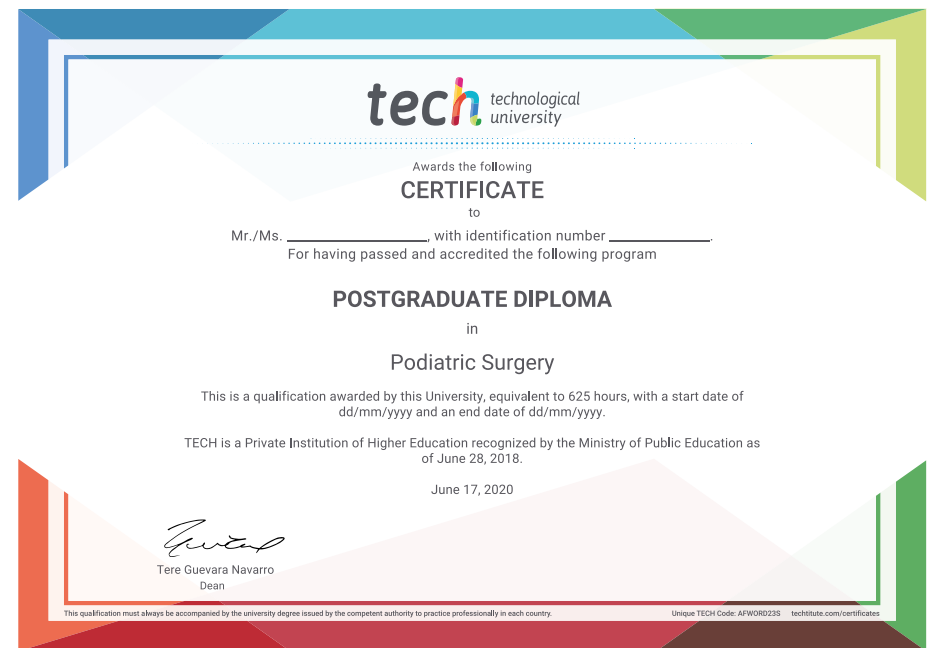 tech technological
university
Awards the following
CERTIFICATE
to
Mr./Ms. ____________________, with identification number ______________.
For having passed and accredited the following program
POSTGRADUATE DIPLOMA
in
Podiatric Surgery
This is a qualification awarded by this University, equivalent to 625 hours, with a start date of
dd/mm/yyyy and an end date of dd/mm/yyyy.
TECH is a Private Institution of Higher Education recognized by the Ministry of Public Education as
of June 28, 2018.
June 17, 2020
Tere Guevara Navarro
Dean
This qualification must always be accompanied by the university degree issued by the competent authority to practice professionally in each country. Unique TECH Code: AFWORD23S techtitute.com/certificates